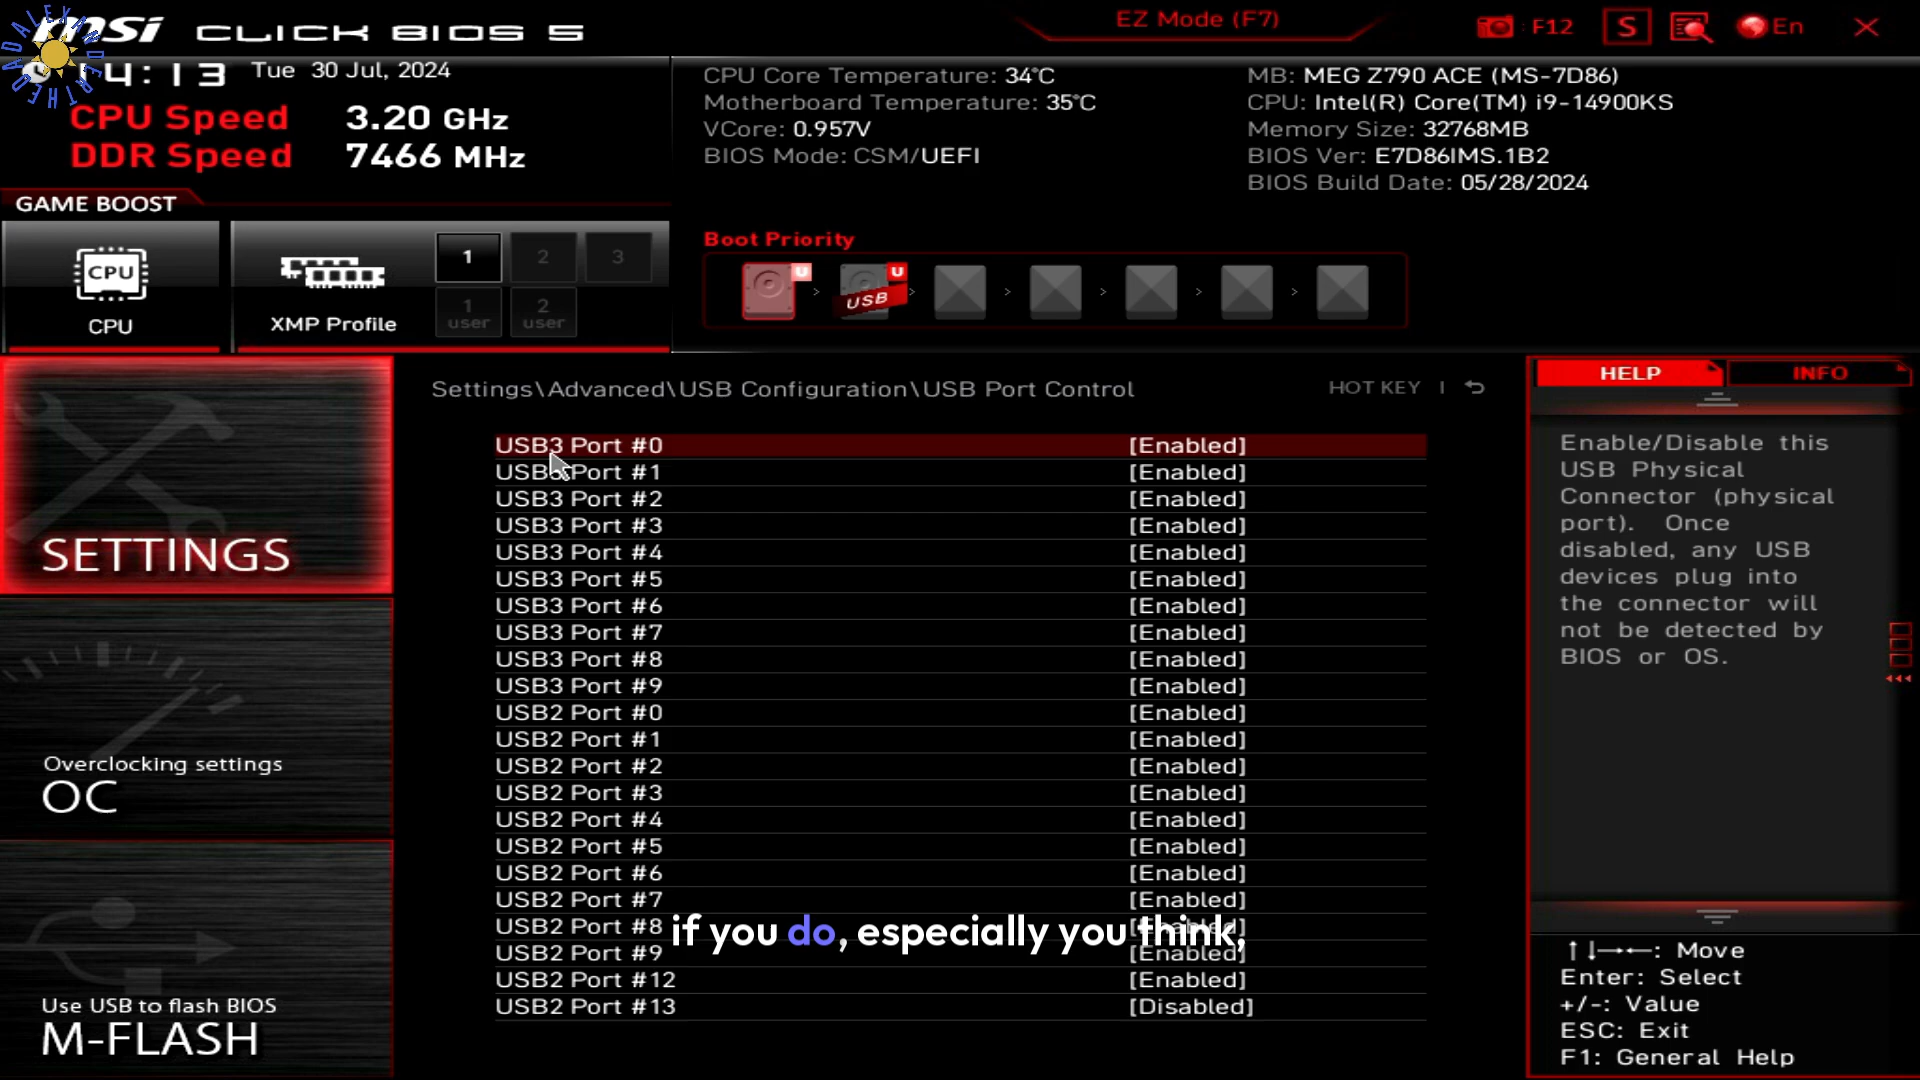 msi CLICK BIOS 5
EZ Mode (F7)
: F12
S
En
ADALEXANDERTHERE
14:13 Tue 30 Jul, 2024
CPU Speed 3.20 GHz
DDR Speed 7466 MHz
CPU Core Temperature: 34°C
Motherboard Temperature: 35°C
VCore: 0.957V
BIOS Mode: CSM/UEFI
MB: MEG Z790 ACE (MS-7D86)
CPU: Intel(R) Core(TM) i9-14900KS
Memory Size: 32768MB
BIOS Ver: E7D86IMS.1B2
BIOS Build Date: 05/28/2024
GAME BOOST
CPU
CPU
XMP Profile
1 2 3
1 user
2 user
Boot Priority
U
U
USB
SETTINGS
Overclocking settings
OC
Use USB to flash BIOS
M-FLASH
Settings\Advanced\USB Configuration\USB Port Control
HOT KEY
USB3 Port #0 [Enabled]
USB3 Port #1 [Enabled]
USB3 Port #2 [Enabled]
USB3 Port #3 [Enabled]
USB3 Port #4 [Enabled]
USB3 Port #5 [Enabled]
USB3 Port #6 [Enabled]
USB3 Port #7 [Enabled]
USB3 Port #8 [Enabled]
USB3 Port #9 [Enabled]
USB2 Port #0 [Enabled]
USB2 Port #1 [Enabled]
USB2 Port #2 [Enabled]
USB2 Port #3 [Enabled]
USB2 Port #4 [Enabled]
USB2 Port #5 [Enabled]
USB2 Port #6 [Enabled]
USB2 Port #7 [Enabled]
USB2 Port #8 [Enabled]
USB2 Port #9 [Enabled]
USB2 Port #12 [Enabled]
USB2 Port #13 [Disabled]
if you do, especially you think,
HELP
INFO
Enable/Disable this
USB Physical
Connector (physical
port). Once
disabled, any USB
devices plug into
the connector will
not be detected by
BIOS or OS.
↑↓→←: Move
Enter: Select
+/-: Value
ESC: Exit
F1: General Help